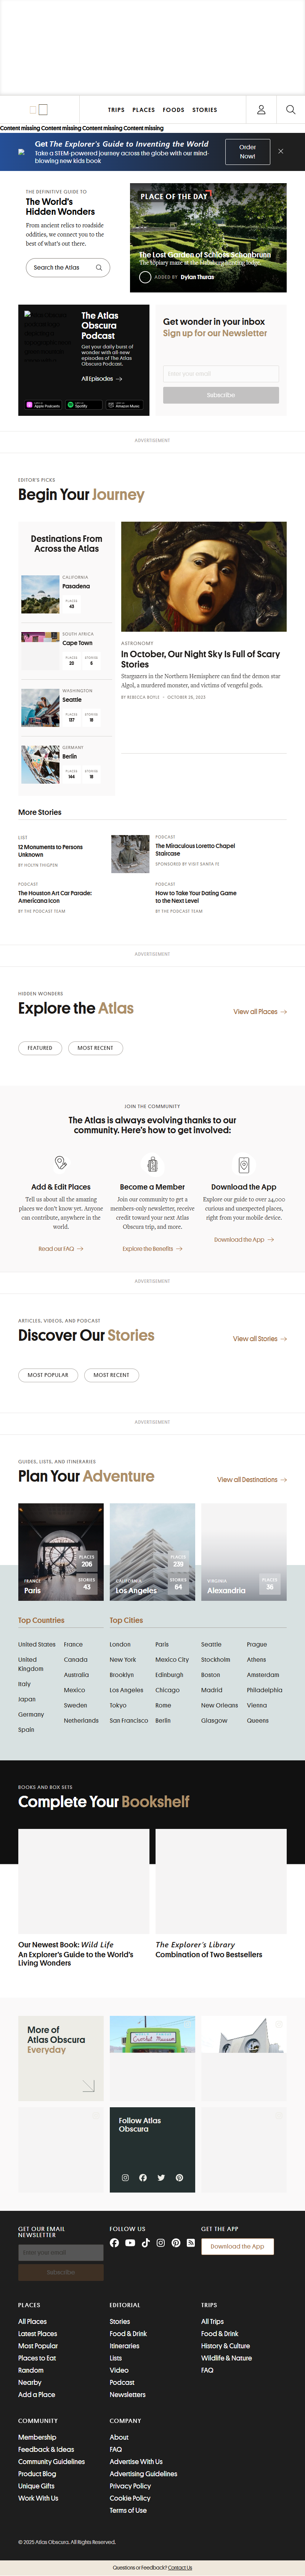 TRIPS PLACES FOODS STORIES
Content missing Content missing Content missing Content missing
Get The Explorer's Guide to Inventing the World
Take a STEM-powered journey across the globe with our mind-
blowing new kids book
Order
Now!
THE DEFINITIVE GUIDE TO
The World's
Hidden Wonders
From ancient relics to roadside
oddities, we connect you to the
best of what's out there.
Search the Atlas
PLACE OF THE DAY
The Lost Garden of Schloss Schönbrunn
The topiary maze at the Habsburg hunting lodge.
ADDED BY Dylan Thuras
The Atlas
Obscura
Podcast
Get your daily burst of
wonder with all-new
episodes of The Atlas
Obscura Podcast.
All Episodes
Apple Podcasts
Spotify
Amazon Music
Get wonder in your inbox
Sign up for our Newsletter
Enter your email
Subscribe
ADVERTISEMENT
EDITOR'S PICKS
Begin Your Journey
Destinations From
Across the Atlas
CALIFORNIA
Pasadena
PLACES
43
SOUTH AFRICA
Cape Town
PLACES STORIES
20 6
WASHINGTON
Seattle
PLACES STORIES
137 18
GERMANY
Berlin
PLACES STORIES
144 18
ASTRONOMY
In October, Our Night Sky Is Full of Scary
Stories
The sights in the Northern Hemisphere can find the demon star
Algol, a murdered monster, and victims of vengeful gods.
BY REBECCA BOYLE • OCTOBER 26, 2023
More Stories
LIST
12 Monuments to Persons
Unknown
BY HOLYN THIGPEN
PODCAST
The Miraculous Loretto Chapel
Staircase
SPONSORED BY VISIT SANTA FE
PODCAST
The Houston Art Car Parade:
Americana Icon
BY THE PODCAST TEAM
PODCAST
How to Take Your Dating Game
to the Next Level
BY THE PODCAST TEAM
ADVERTISEMENT
HIDDEN WONDERS
Explore the Atlas
View all Places
FEATURED
MOST RECENT
JOIN THE COMMUNITY
The Atlas is always evolving thanks to our
community. Here's how to get involved:
Add & Edit Places
Tell us about all the amazing
places we don't know yet. Anyone
can contribute, anywhere in the
world.
Read our FAQ
Become a Member
Join our community to get a
members-only newsletter, receive
credit toward your next Atlas
Obscura trip, and more.
Explore the Benefits
Download the App
Explore our guide to over 24,000
curious and unexpected places,
right from your mobile device.
Download the App
ADVERTISEMENT
ARTICLES, VIDEOS, AND PODCAST
Discover Our Stories
View all Stories
MOST POPULAR
MOST RECENT
ADVERTISEMENT
GUIDES, LISTS, AND ITINERARIES
Plan Your Adventure
View all Destinations
FRANCE
Paris
PLACES
206
STORIES
43
CALIFORNIA
Los Angeles
PLACES
239
STORIES
64
VIRGINIA
Alexandria
PLACES
36
Top Countries
United States
United
Kingdom
Italy
Japan
Germany
Spain
France
Canada
Australia
Mexico
Sweden
Netherlands
Top Cities
London
New York
Brooklyn
Los Angeles
Tokyo
San Francisco
Paris
Mexico City
Edinburgh
Chicago
Rome
Berlin
Seattle
Stockholm
Boston
Madrid
New Orleans
Glasgow
Prague
Athens
Amsterdam
Philadelphia
Vienna
Queens
BOOKS AND BOX SETS
Complete Your Bookshelf
Our Newest Book: Wild Life
An Explorer's Guide to the World's
Living Wonders
The Explorer's Library
Combination of Two Bestsellers
More of
Atlas Obscura
Everyday
Crochet Museum
Follow Atlas
Obscura
GET OUR EMAIL
NEWSLETTER
Enter your email
Subscribe
FOLLOW US
GET THE APP
Download the App
PLACES
All Places
Latest Places
Most Popular
Places to Eat
Random
Nearby
Add a Place
EDITORIAL
Stories
Food & Drink
Itineraries
Lists
Video
Podcast
Newsletters
TRIPS
All Trips
Food & Drink
History & Culture
Wildlife & Nature
FAQ
COMMUNITY
Membership
Feedback & Ideas
Community Guidelines
Product Blog
Unique Gifts
Work With Us
COMPANY
About
FAQ
Advertise With Us
Advertising Guidelines
Privacy Policy
Cookie Policy
Terms of Use
© 2025 Atlas Obscura. All Rights Reserved.
Questions or Feedback? Contact Us